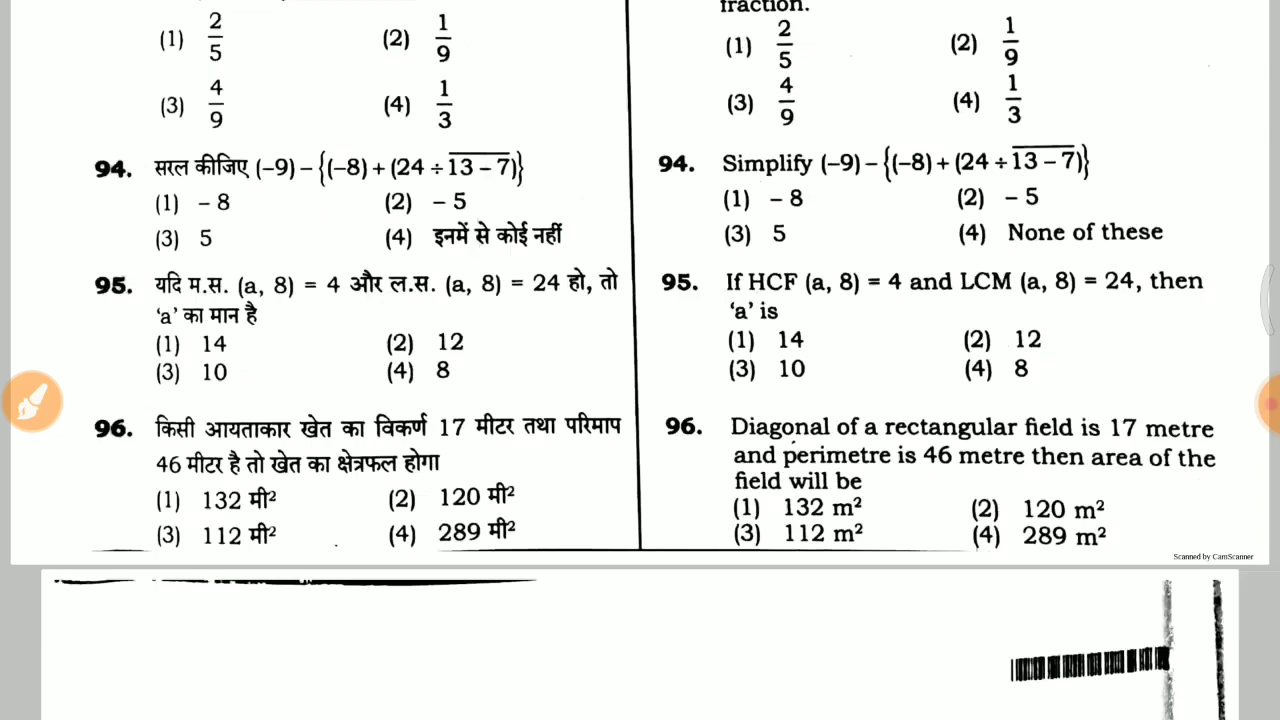 (1) 2/5 (2) 1/9
(3) 4/9 (4) 1/3
94. सरल कीजिए (–9) – {(–8) + (24 ÷ 13 – 7)}
(1) – 8 (2) – 5
(3) 5 (4) इनमें से कोई नहीं
95. यदि म.स. (a, 8) = 4 और ल.स. (a, 8) = 24 हो, तो
‘a’ का मान है
(1) 14 (2) 12
(3) 10 (4) 8
96. किसी आयताकार खेत का विकर्ण 17 मीटर तथा परिमाप
46 मीटर है तो खेत का क्षेत्रफल होगा
(1) 132 मी² (2) 120 मी²
(3) 112 मी² (4) 289 मी²
fraction.
(1) 2/5 (2) 1/9
(3) 4/9 (4) 1/3
94. Simplify (–9) – {(–8) + (24 ÷ 13 – 7)}
(1) – 8 (2) – 5
(3) 5 (4) None of these
95. If HCF (a, 8) = 4 and LCM (a, 8) = 24, then
‘a’ is
(1) 14 (2) 12
(3) 10 (4) 8
96. Diagonal of a rectangular field is 17 metre
and perimetre is 46 metre then area of the
field will be
(1) 132 m² (2) 120 m²
(3) 112 m² (4) 289 m²
Scanned by CamScanner